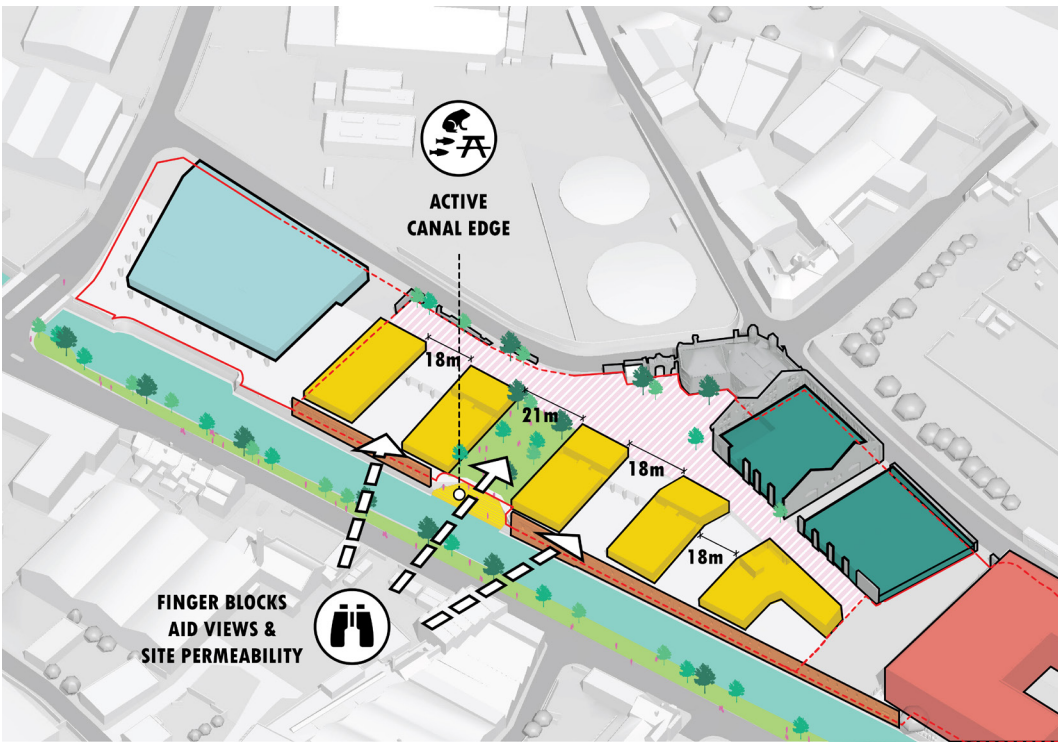 ACTIVE
CANAL EDGE
18m
21m
18m
18m
FINGER BLOCKS
AID VIEWS &
SITE PERMEABILITY